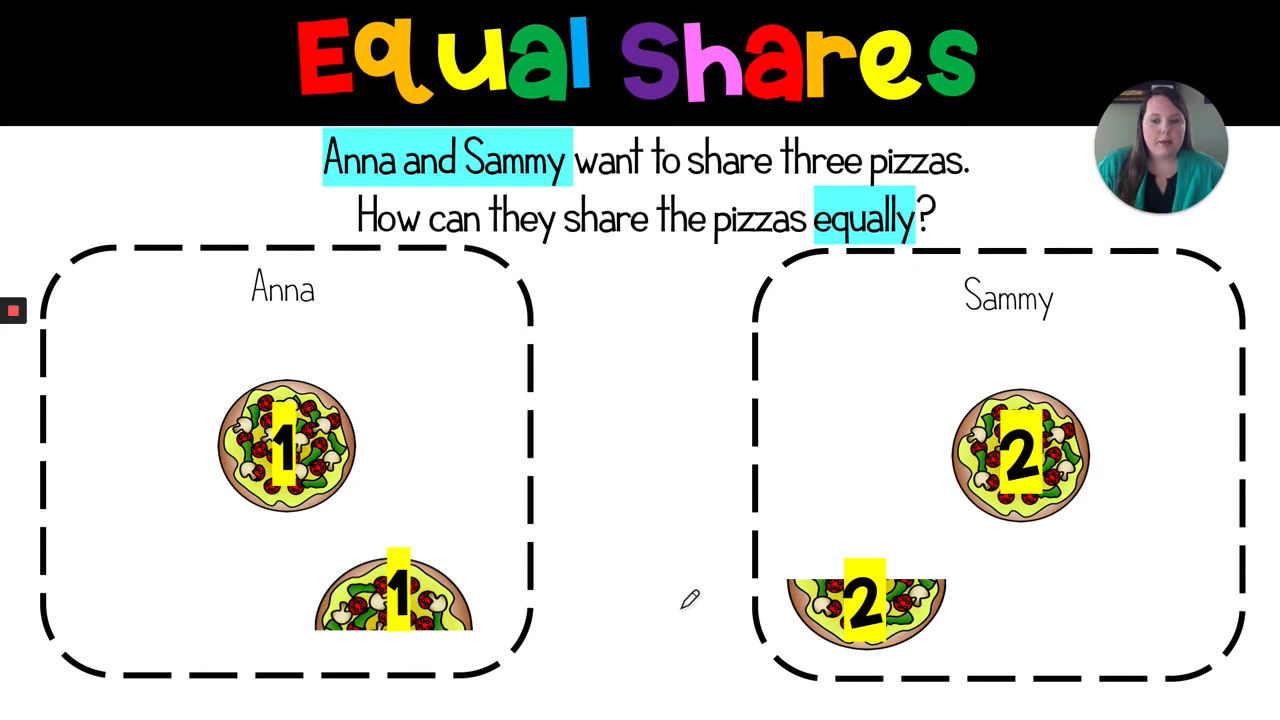 Equal Shares
Anna and Sammy want to share three pizzas.
How can they share the pizzas equally?
Anna
Sammy
1
2
1
2